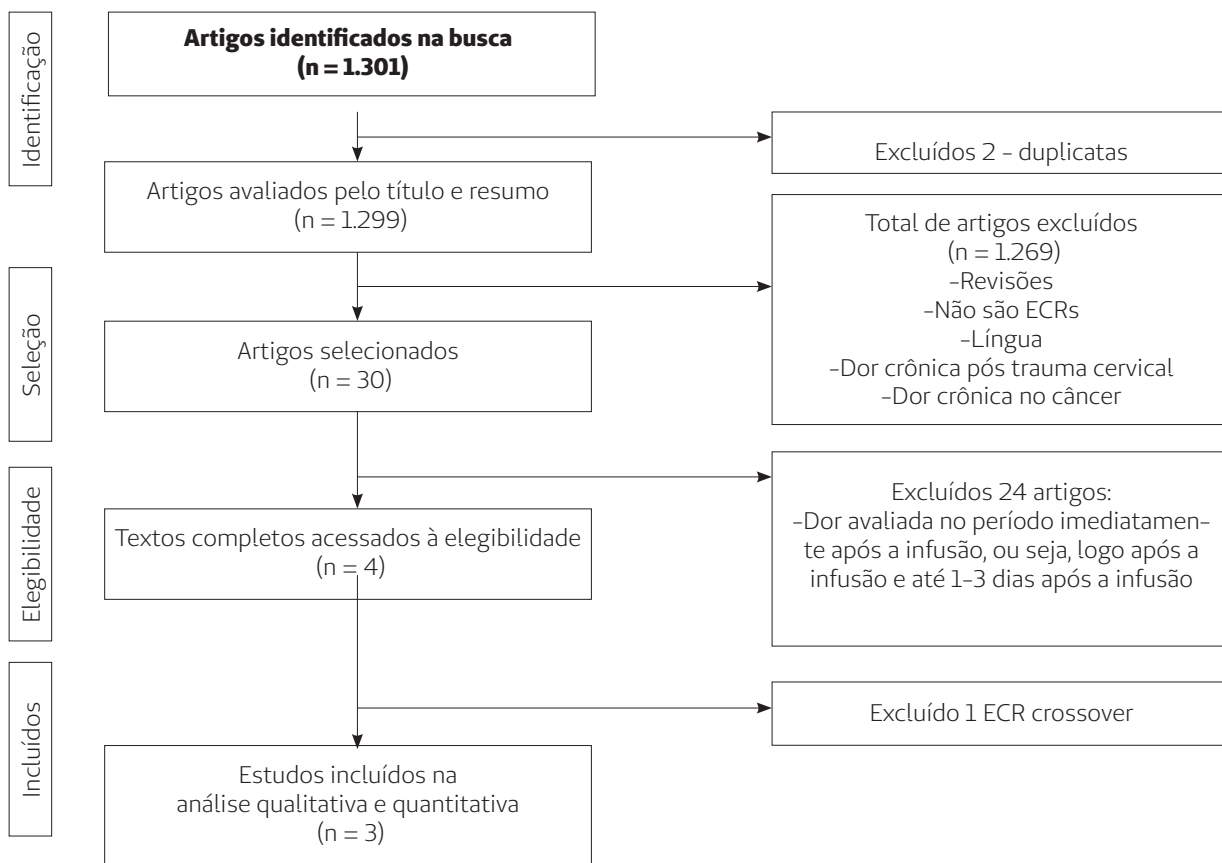 Identificação
Artigos identificados na busca
(n = 1.301)
Excluídos 2 - duplicatas
Artigos avaliados pelo título e resumo
(n = 1.299)
Total de artigos excluídos
(n = 1.269)
-Revisões
-Não são ECRs
-Língua
-Dor crônica pós trauma cervical
-Dor crônica no câncer
Seleção
Artigos selecionados
(n = 30)
Excluídos 24 artigos:
-Dor avaliada no período imediatamen-
te após a infusão, ou seja, logo após a
infusão e até 1-3 dias após a infusão
Elegibilidade
Textos completos acessados à elegibilidade
(n = 4)
Excluído 1 ECR crossover
Incluídos
Estudos incluídos na
análise qualitativa e quantitativa
(n = 3)